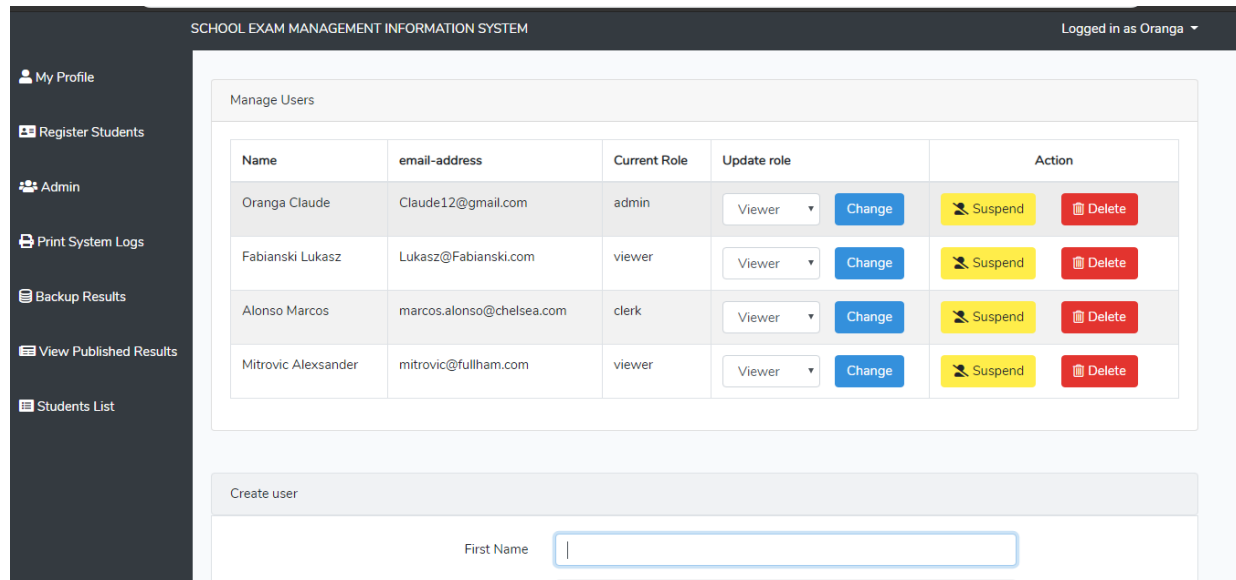 SCHOOL EXAM MANAGEMENT INFORMATION SYSTEM Logged in as Oranga
My Profile
Register Students
Admin
Print System Logs
Backup Results
View Published Results
Students List
Manage Users
Name email-address Current Role Update role Action
Oranga Claude Claude12@gmail.com admin Viewer Change Suspend Delete
Fabianski Lukasz Lukasz@Fabianski.com viewer Viewer Change Suspend Delete
Alonso Marcos marcos.alonso@chelsea.com clerk Viewer Change Suspend Delete
Mitrovic Alexsander mitrovic@fullham.com viewer Viewer Change Suspend Delete
Create user
First Name